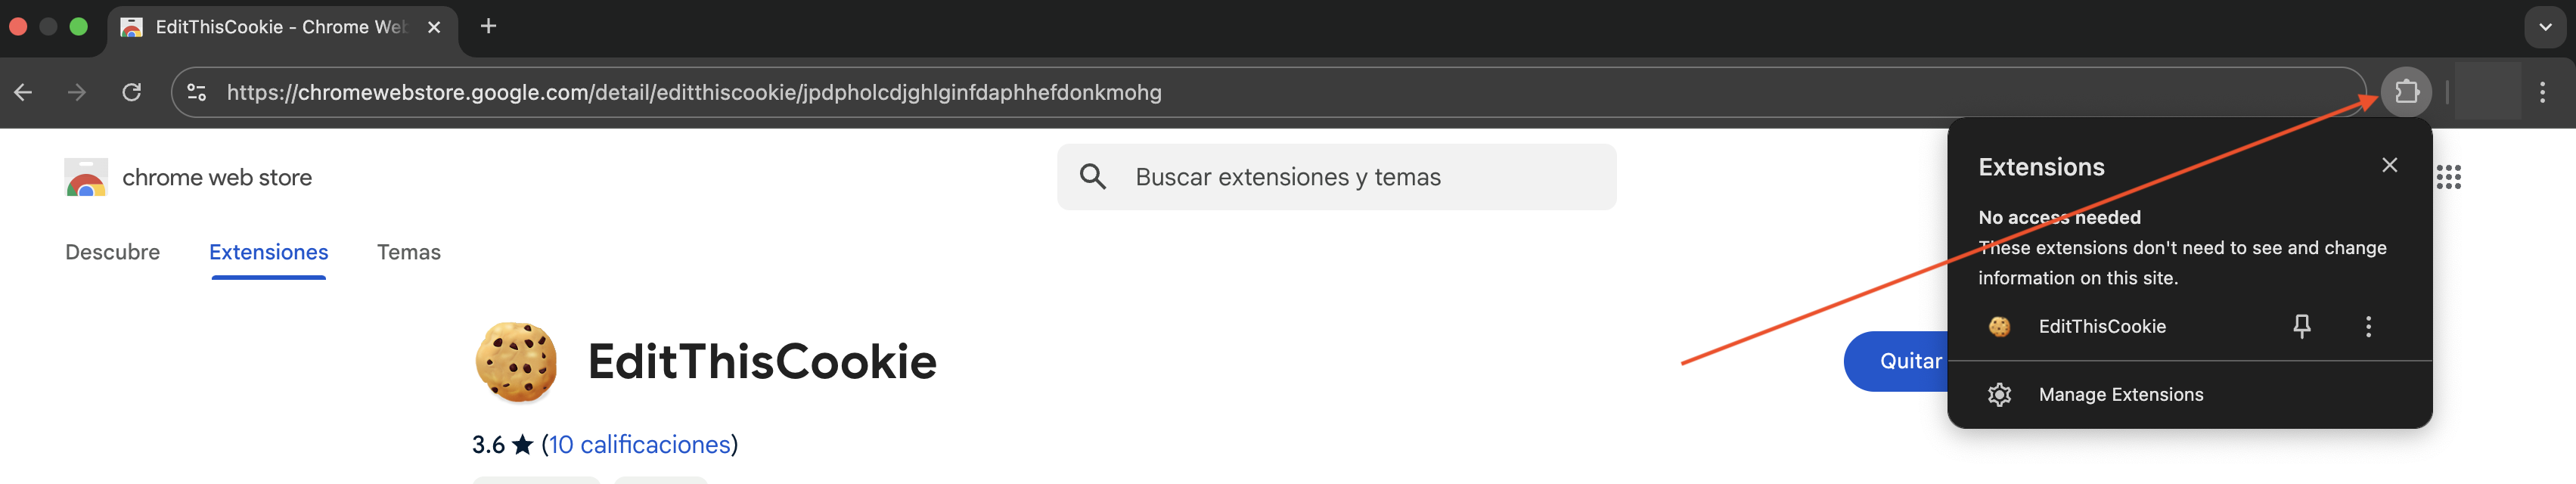 EditThisCookie - Chrome Web
https://chromewebstore.google.com/detail/editthiscookie/jpdpholcdjghlginfdaphhefdonkmohg
chrome web store
Buscar extensiones y temas
Descubre
Extensiones
Temas
EditThisCookie
Quitar
3.6 ★ (10 calificaciones)
Extensions
No access needed
These extensions don't need to see and change
information on this site.
EditThisCookie
Manage Extensions